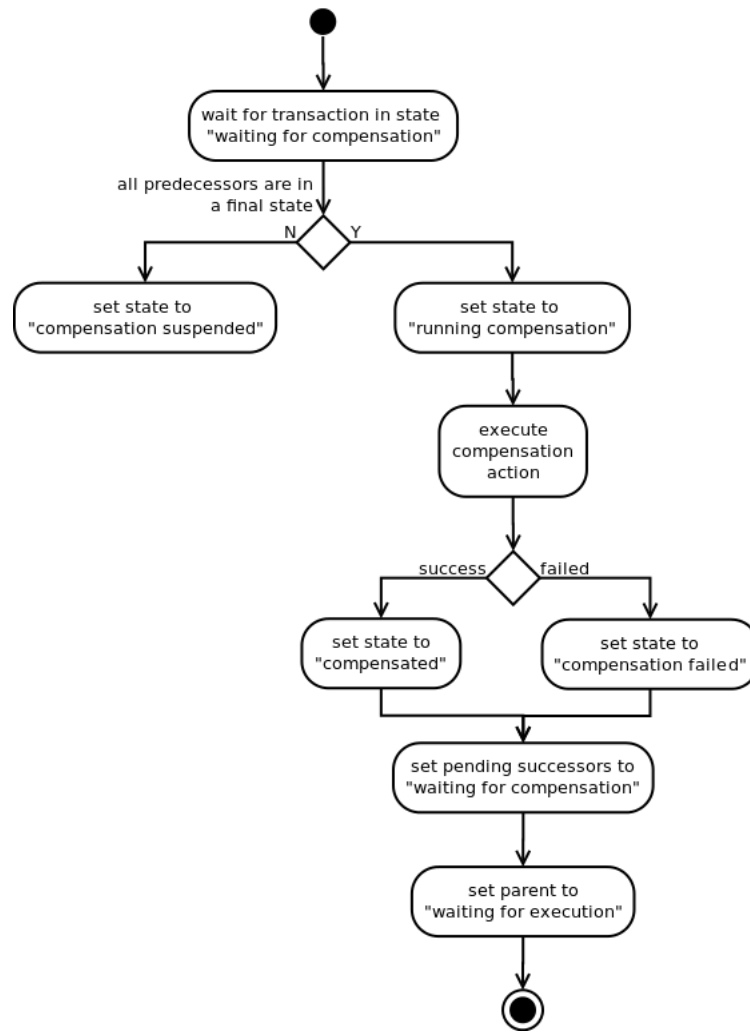 wait for transaction in state
"waiting for compensation"
all predecessors are in
a final state
N
Y
set state to
"compensation suspended"
set state to
"running compensation"
execute
compensation
action
success
failed
set state to
"compensated"
set state to
"compensation failed"
set pending successors to
"waiting for compensation"
set parent to
"waiting for execution"